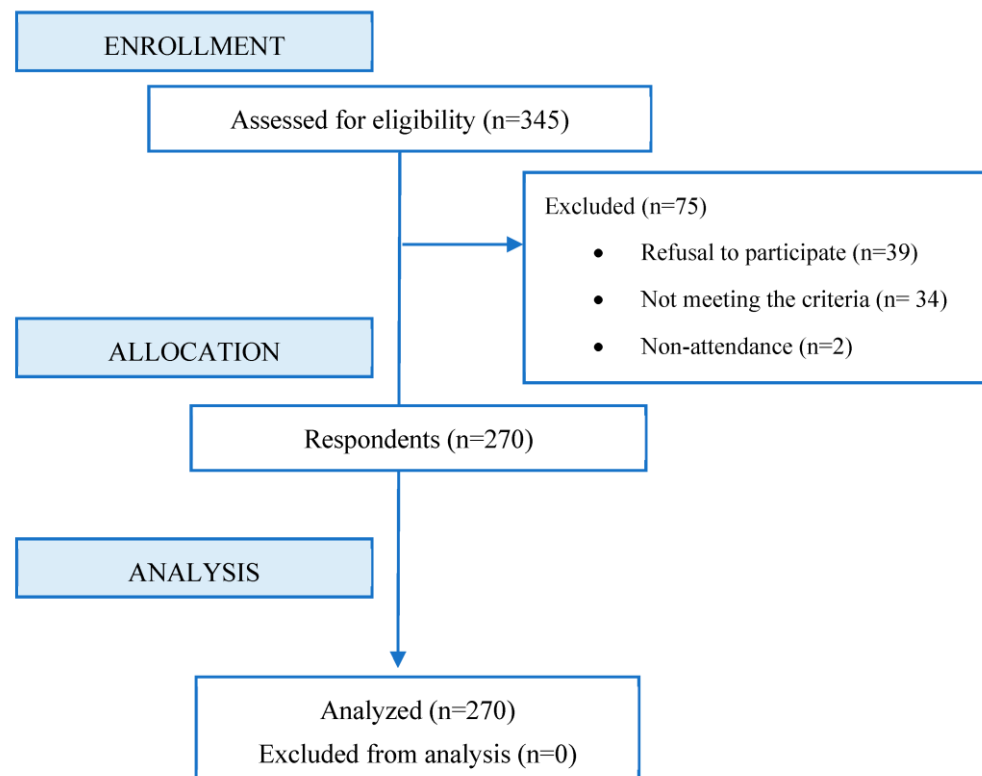 ENROLLMENT
Assessed for eligibility (n=345)
Excluded (n=75)
• Refusal to participate (n=39)
• Not meeting the criteria (n= 34)
• Non-attendance (n=2)
ALLOCATION
Respondents (n=270)
ANALYSIS
Analyzed (n=270)
Excluded from analysis (n=0)